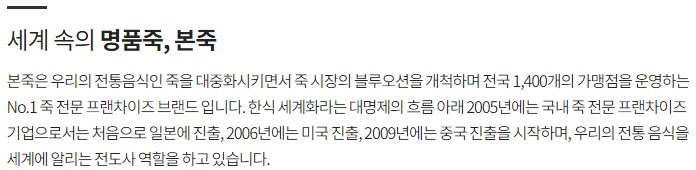 세계 속의 명품죽, 본죽
본죽은 우리의 전통음식인 죽을 대중화시키면서 죽 시장의 블루오션을 개척하며 전국 1,400개의 가맹점을 운영하는
No.1 죽 전문 프랜차이즈 브랜드 입니다. 한식 세계화라는 대명제의 흐름 아래 2005년에는 국내 죽 전문 프랜차이즈
기업으로서는 처음으로 일본에 진출, 2006년에는 미국 진출, 2009년에는 중국 진출을 시작하며, 우리의 전통 음식을
세계에 알리는 전도사 역할을 하고 있습니다.